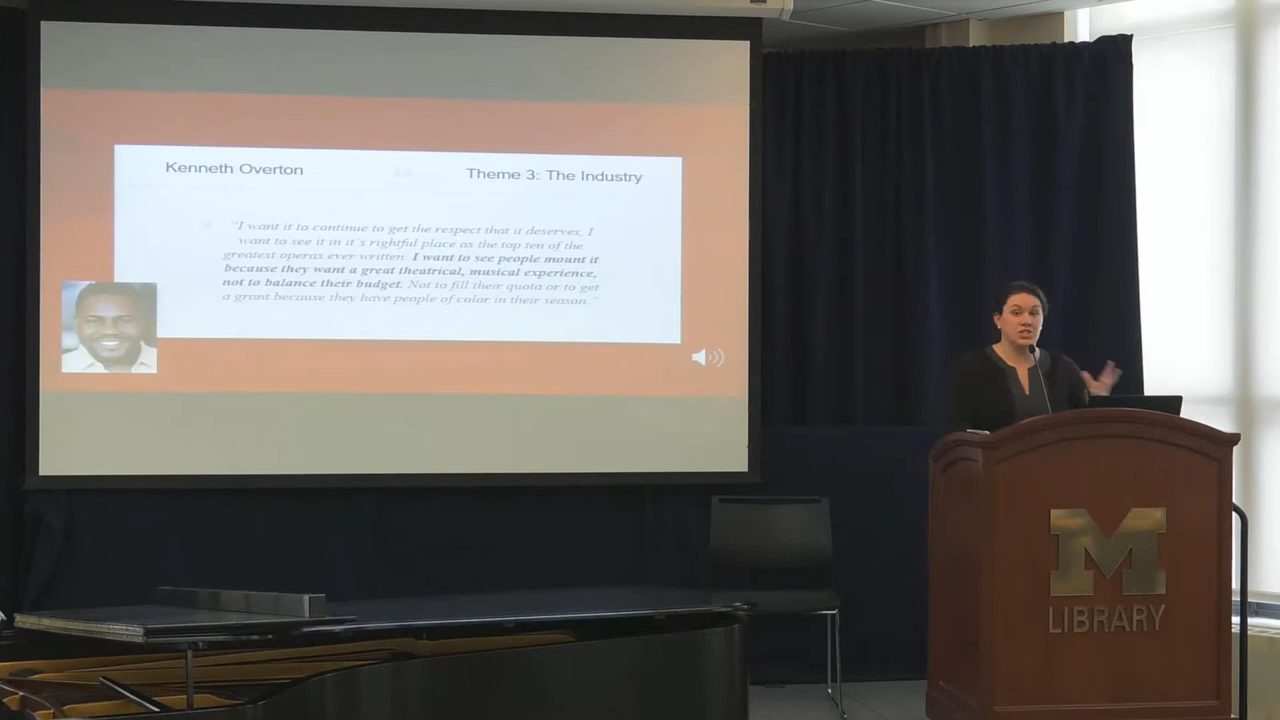 Kenneth Overton
Theme 3: The Industry
"I want it to continue to get the respect that it deserves. I
want to see it in it's rightful place as the top ten of the
greatest operas ever written. I want to see people mount it
because they want a great theatrical, musical experience,
not to balance their budget. Not to fill their quota or to get
a grant because they have people of color in their season."
M
LIBRARY